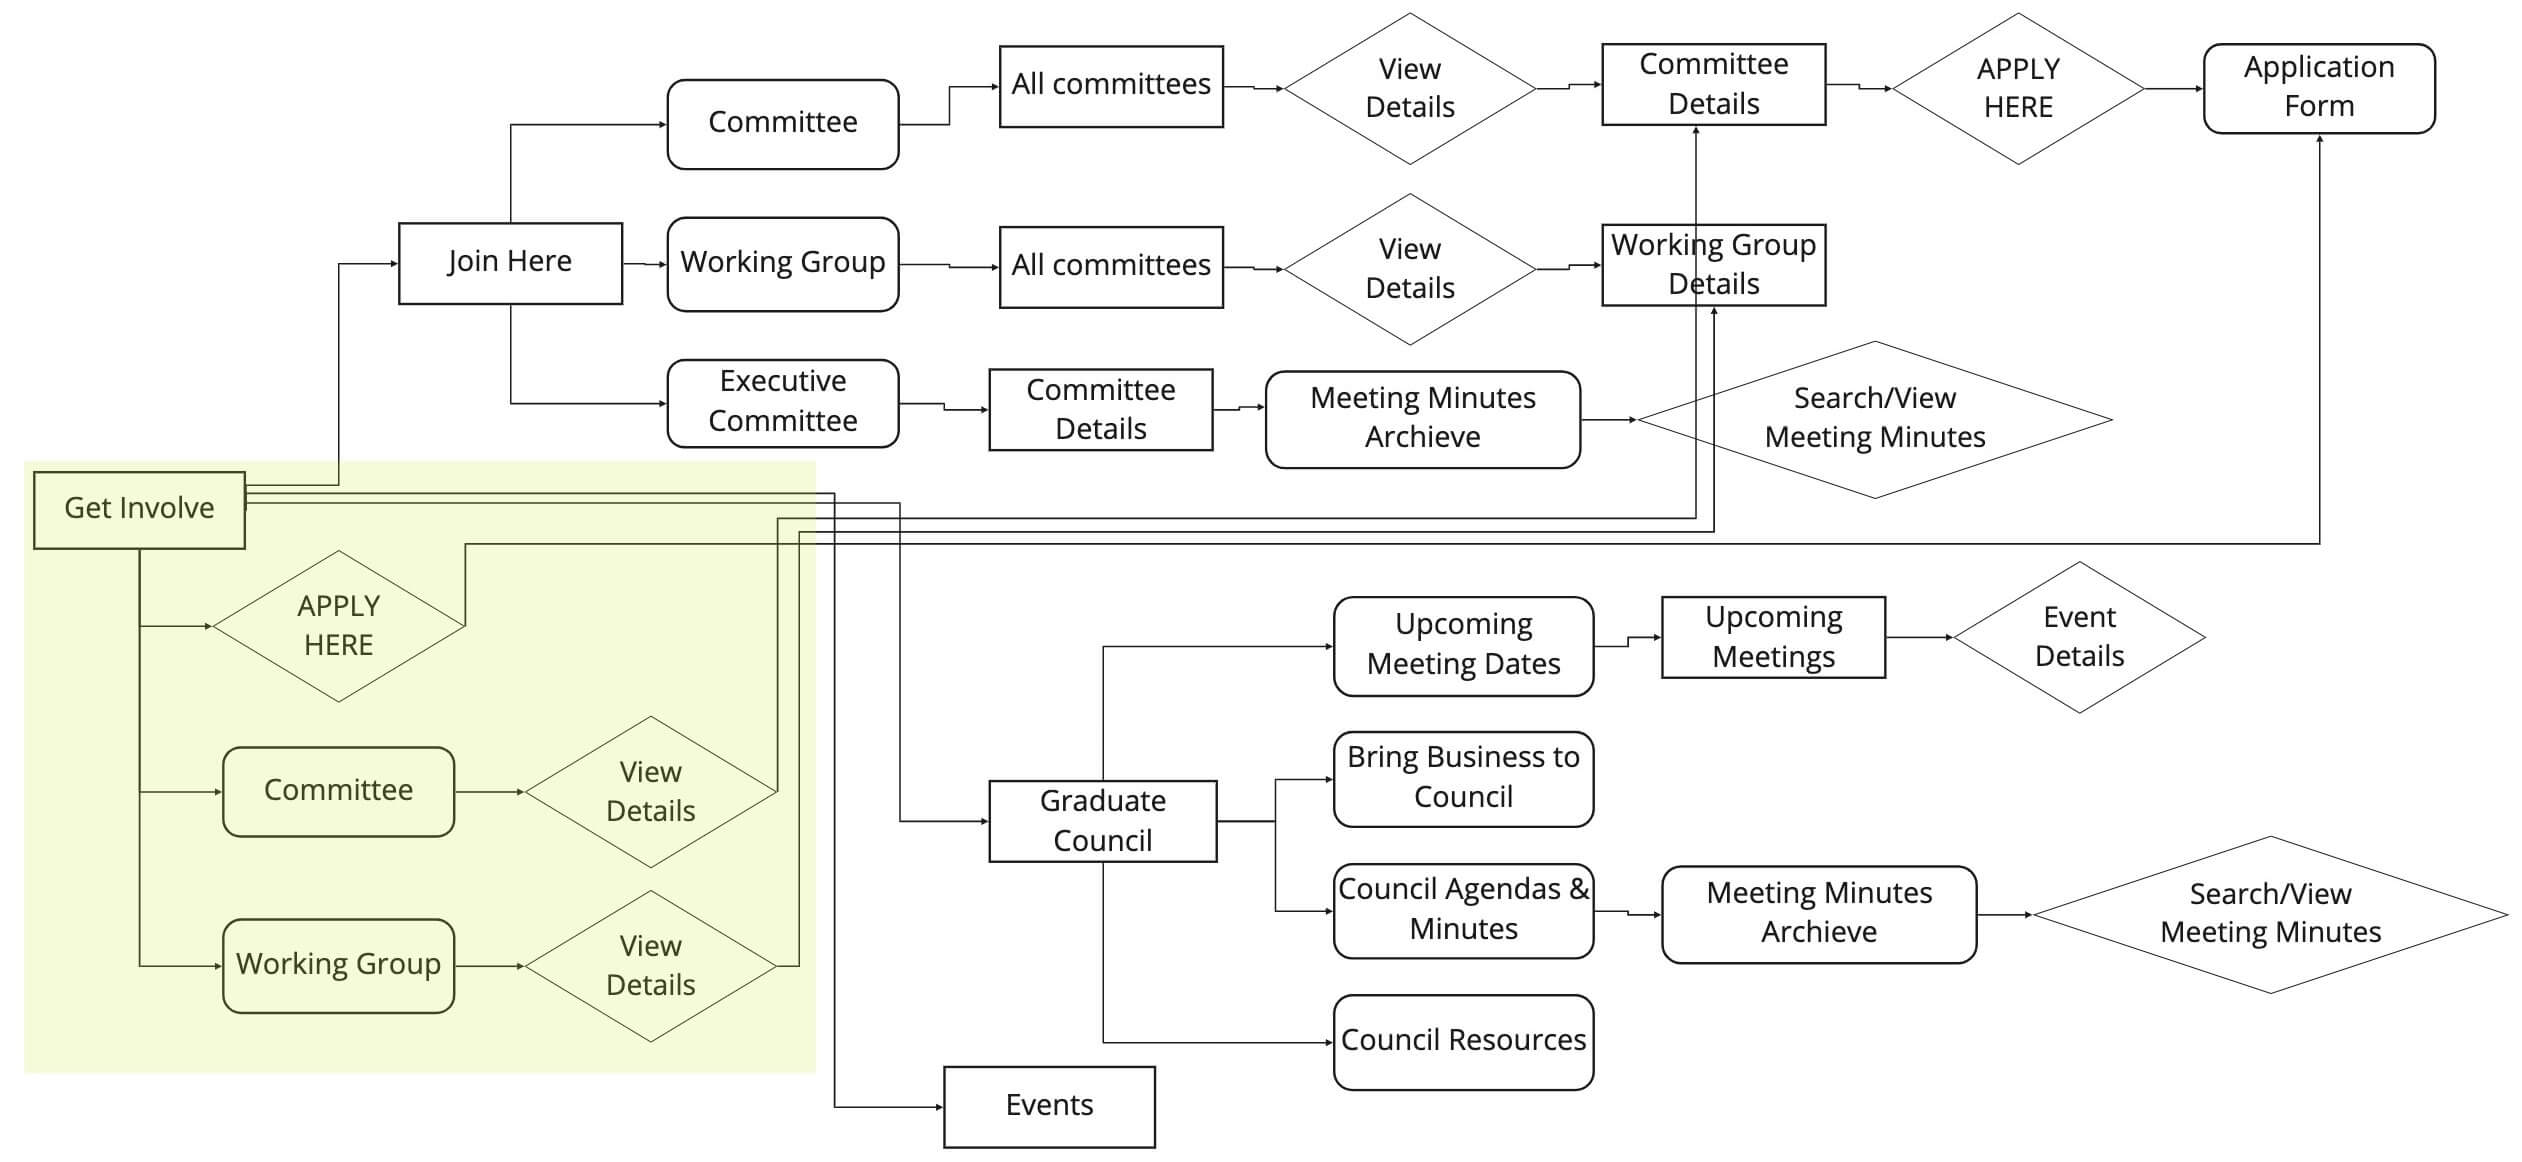 Committee
All committees
View
Details
Committee
Details
APPLY
HERE
Application
Form
Join Here
Working Group
All committees
View
Details
Working Group
Details
Executive
Committee
Committee
Details
Meeting Minutes
Archieve
Search/View
Meeting Minutes
Get Involve
APPLY
HERE
Committee
View
Details
Working Group
View
Details
Graduate
Council
Upcoming
Meeting Dates
Upcoming
Meetings
Event
Details
Bring Business to
Council
Council Agendas &
Minutes
Meeting Minutes
Archieve
Search/View
Meeting Minutes
Council Resources
Events